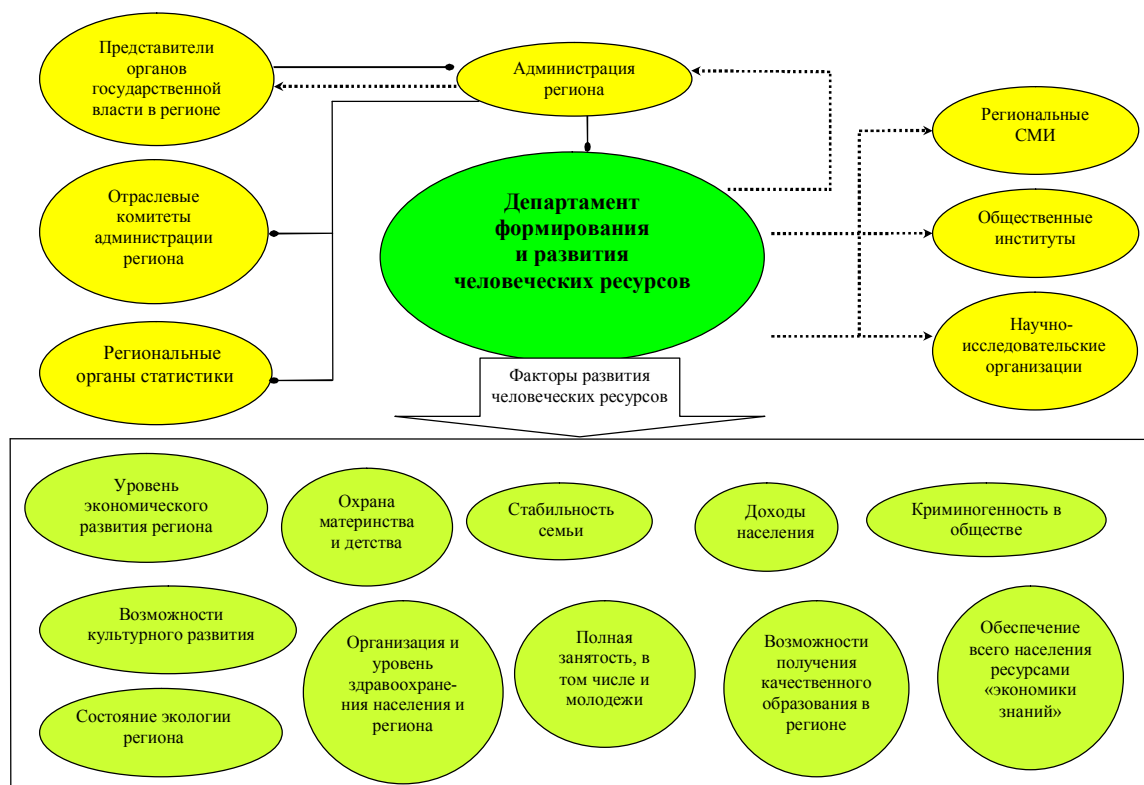 Представители
органов
государственной
власти в регионе
Администрация
региона
Региональные
СМИ
Отраслевые
комитеты
администрации
региона
Департамент
формирования
и развития
человеческих ресурсов
Общественные
институты
Региональные
органы статистики
Научно-
исследовательские
организации
Факторы развития
человеческих ресурсов
Уровень
экономического
развития региона
Охрана
материнства
и детства
Стабильность
семьи
Доходы
населения
Криминогенность в
обществе
Возможности
культурного развития
Организация и
уровень
здравоохране-
ния населения и
региона
Полная
занятость, в
том числе и
молодежи
Возможности
получения
качественного
образования в
регионе
Обеспечение
всего населения
ресурсами
«экономики
знаний»
Состояние экологии
региона